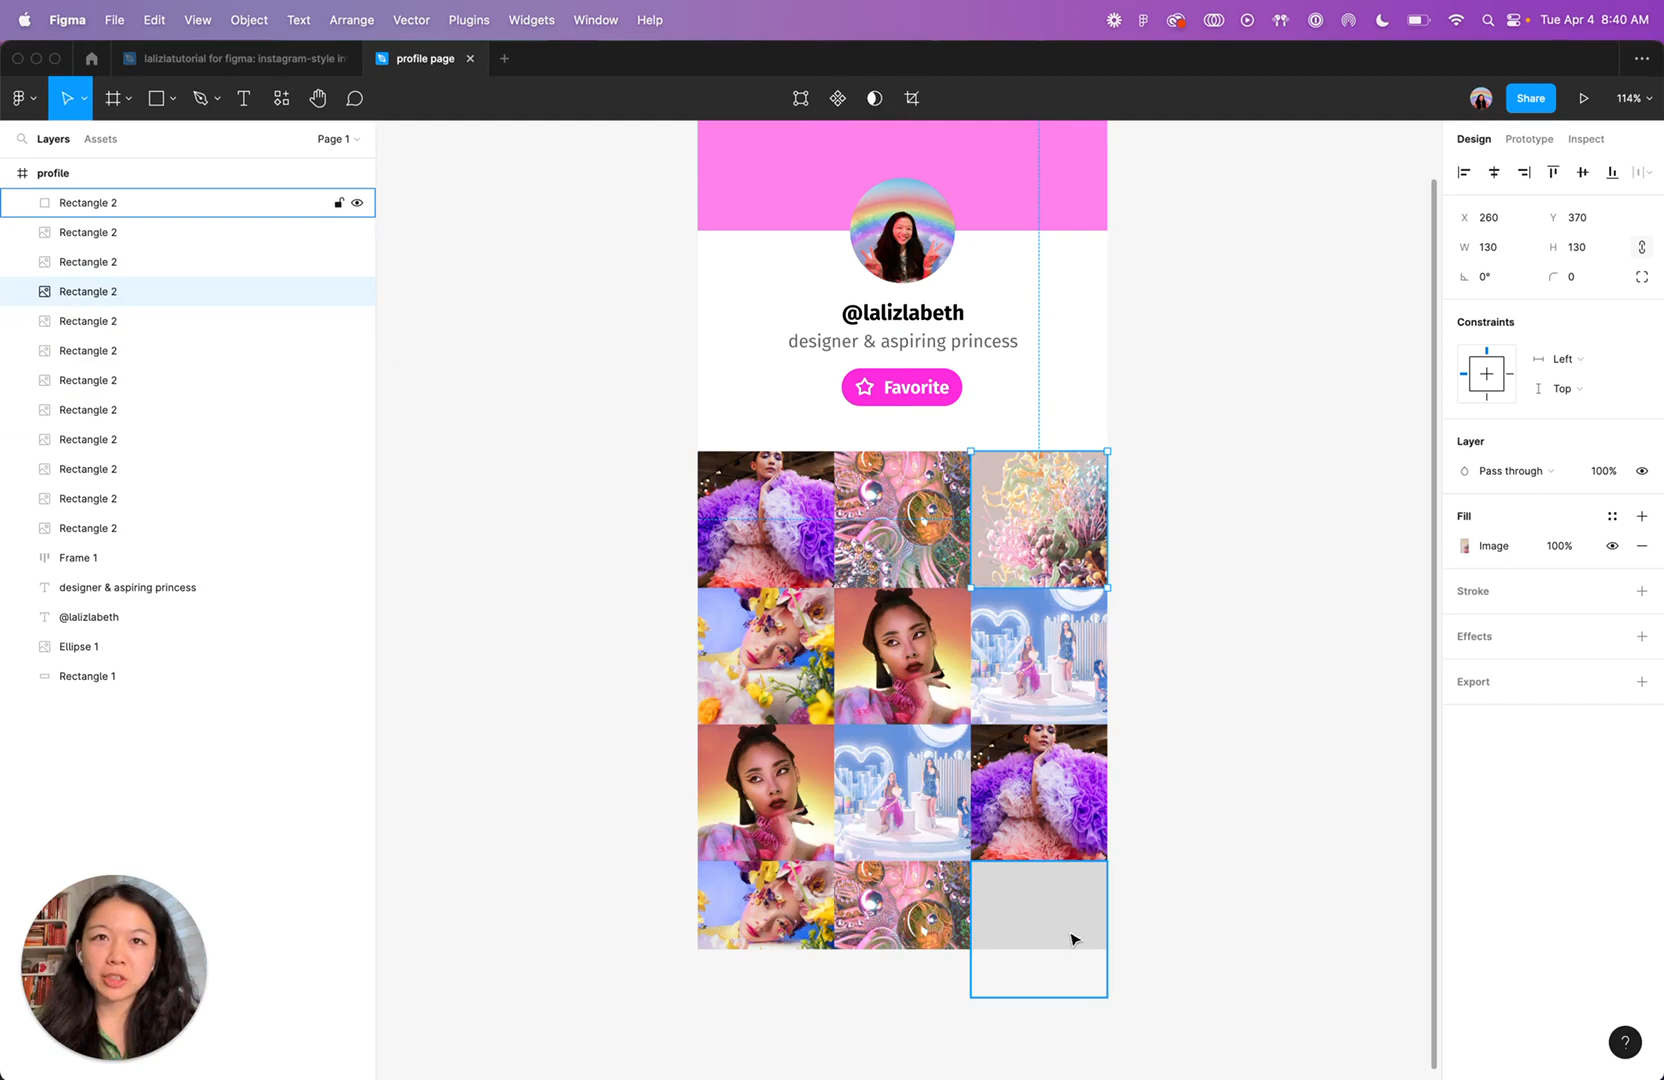 Figma File Edit View Object Text Arrange Vector Plugins Widgets Window Help Tue Apr 4 8:40 AM
lalizlatutorial for figma: instagram-style in profile page
Share 114%
Layers Assets Page 1
profile
Rectangle 2
Rectangle 2
Rectangle 2
Rectangle 2
Rectangle 2
Rectangle 2
Rectangle 2
Rectangle 2
Rectangle 2
Rectangle 2
Rectangle 2
Rectangle 2
Frame 1
designer & aspiring princess
@lalizlabeth
Ellipse 1
Rectangle 1
@lalizlabeth
designer & aspiring princess
Favorite
Design Prototype Inspect
X 260 Y 370
W 130 H 130
0° 0
Constraints
Left
Top
Layer
Pass through 100%
Fill
Image 100%
Stroke
Effects
Export
?